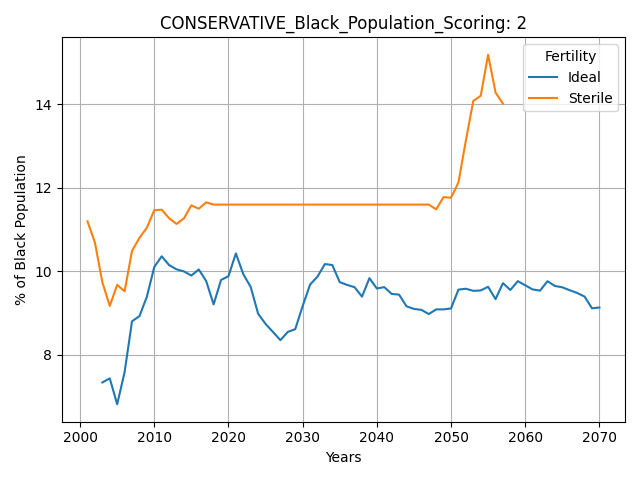 CONSERVATIVE_Black_Population_Scoring: 2
Fertility
Ideal
Sterile
14
12
10
8
% of Black Population
2000 2010 2020 2030 2040 2050 2060 2070
Years